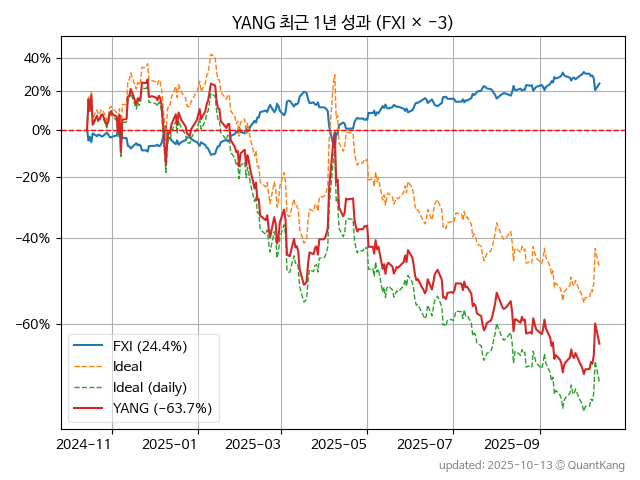 YANG 최근 1년 성과 (FXI × −3)
40%
20%
0%
−20%
−40%
−60%
FXI (24.4%)
Ideal
Ideal (daily)
YANG (−63.7%)
2024-11 2025-01 2025-03 2025-05 2025-07 2025-09
updated: 2025-10-13 © QuantKang